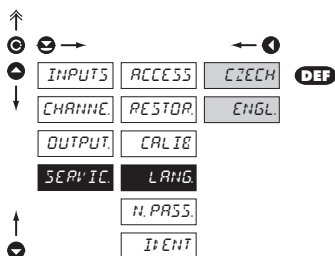 C
INPUTS ACCESS CZECH DEF
CHANNE. RESTOR. ENGL.
OUTPUT. CALIB
SERVIC. LANG.
N. PASS.
IDENT